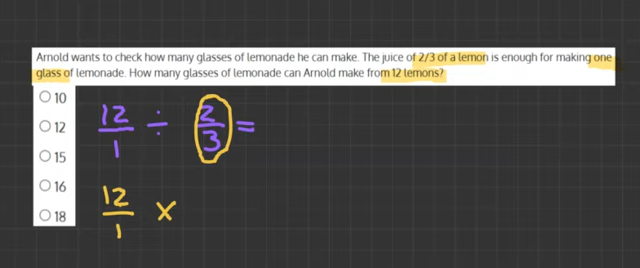 Arnold wants to check how many glasses of lemonade he can make. The juice of 2/3 of a lemon is enough for making one
glass of lemonade. How many glasses of lemonade can Arnold make from 12 lemons?
10
12
15
16
18
12/1 ÷ 2/3 =
12/1 ×